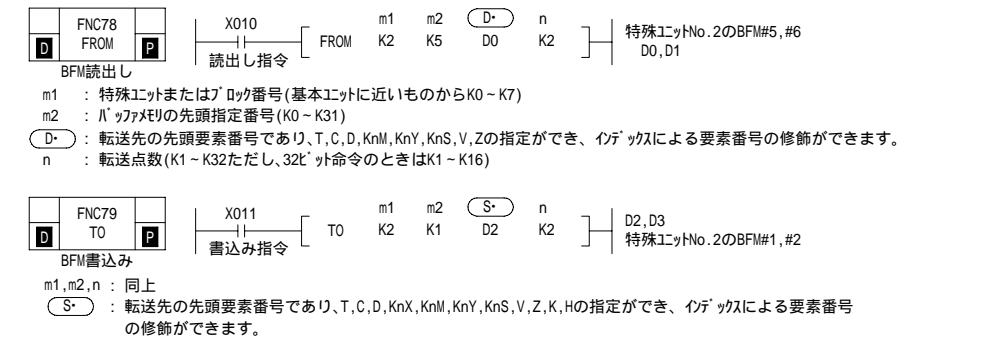 FNC78
D FROM P
BFM読出し
X010
読出し指令
m1 m2 D・ n
FROM K2 K5 D0 K2
特殊ﾕﾆｯﾄNo.2のBFM#5,#6
D0,D1
m1 : 特殊ﾕﾆｯﾄまたはﾌﾞﾛｯｸ番号(基本ﾕﾆｯﾄに近いものからK0～K7)
m2 : ﾊﾞｯﾌｧﾒﾓﾘの先頭指定番号(K0～K31)
D・ : 転送先の先頭要素番号であり､T,C,D,KnM,KnY,KnS,V,Zの指定ができ､ｲﾝﾃﾞｯｸｽによる要素番号の修飾ができます。
n : 転送点数(K1～K32ただし､32ﾋﾞｯﾄ命令のときはK1～K16)
FNC79
D TO P
BFM書込み
X011
書込み指令
m1 m2 S・ n
TO K2 K1 D2 K2
D2,D3
特殊ﾕﾆｯﾄNo.2のBFM#1,#2
m1,m2,n : 同上
S・ : 転送先の先頭要素番号であり､T,C,D,KnX,KnM,KnY,KnS,V,Z,K,Hの指定ができ､ｲﾝﾃﾞｯｸｽによる要素番号
の修飾ができます。